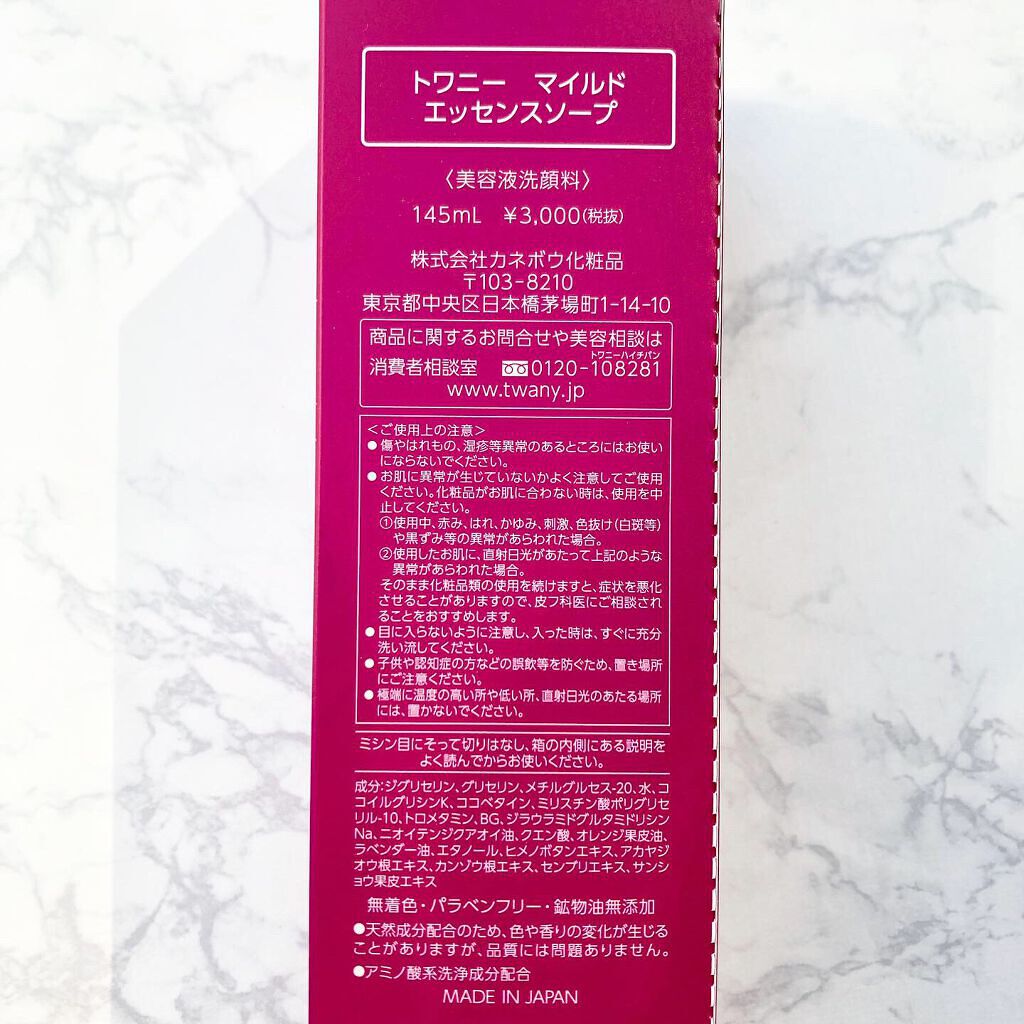 トワニー　マイルド
エッセンスソープ
〈美容液洗顔料〉
145mL　¥3,000(税抜)
株式会社カネボウ化粧品
〒103-8210
東京都中央区日本橋茅場町1-14-10
商品に関するお問合せや美容相談は
トワニーハイチバン
消費者相談室　0120-108281
www.twany.jp
＜ご使用上の注意＞
●傷やはれもの、湿疹等異常のあるところにはお使い
にならないでください。
●お肌に異常が生じていないかよく注意してご使用
ください。化粧品がお肌に合わない時は、使用を中
止してください。
①使用中、赤み、はれ、かゆみ、刺激、色抜け(白斑等)
や黒ずみ等の異常があらわれた場合。
②使用したお肌に、直射日光があたって上記のような
異常があらわれた場合。
そのまま化粧品類の使用を続けますと、症状を悪化
させることがありますので、皮フ科医にご相談され
ることをおすすめします。
●目に入らないように注意し、入った時は、すぐに充分
洗い流してください。
●子供や認知症の方などの誤飲等を防ぐため、置き場所
にご注意ください。
●極端に温度の高い所や低い所、直射日光のあたる場所
には、置かないでください。
ミシン目にそって切りはなし、箱の内側にある説明を
よく読んでからお使いください。
成分:ジグリセリン、グリセリン、メチルグルセス-20、水、コ
コイルグリシンK、ココベタイン、ミリスチン酸ポリグリセ
リル-10、トロメタミン、BG、ジラウラミドグルタミドリシン
Na、ニオイテンジクアオイ油、クエン酸、オレンジ果皮油、
ラベンダー油、エタノール、ヒメノボタンエキス、アカヤジ
オウ根エキス、カンゾウ根エキス、センブリエキス、サンシ
ョウ果皮エキス
無着色・パラベンフリー・鉱物油無添加
●天然成分配合のため、色や香りの変化が生じる
ことがありますが、品質には問題ありません。
●アミノ酸系洗浄成分配合
MADE IN JAPAN